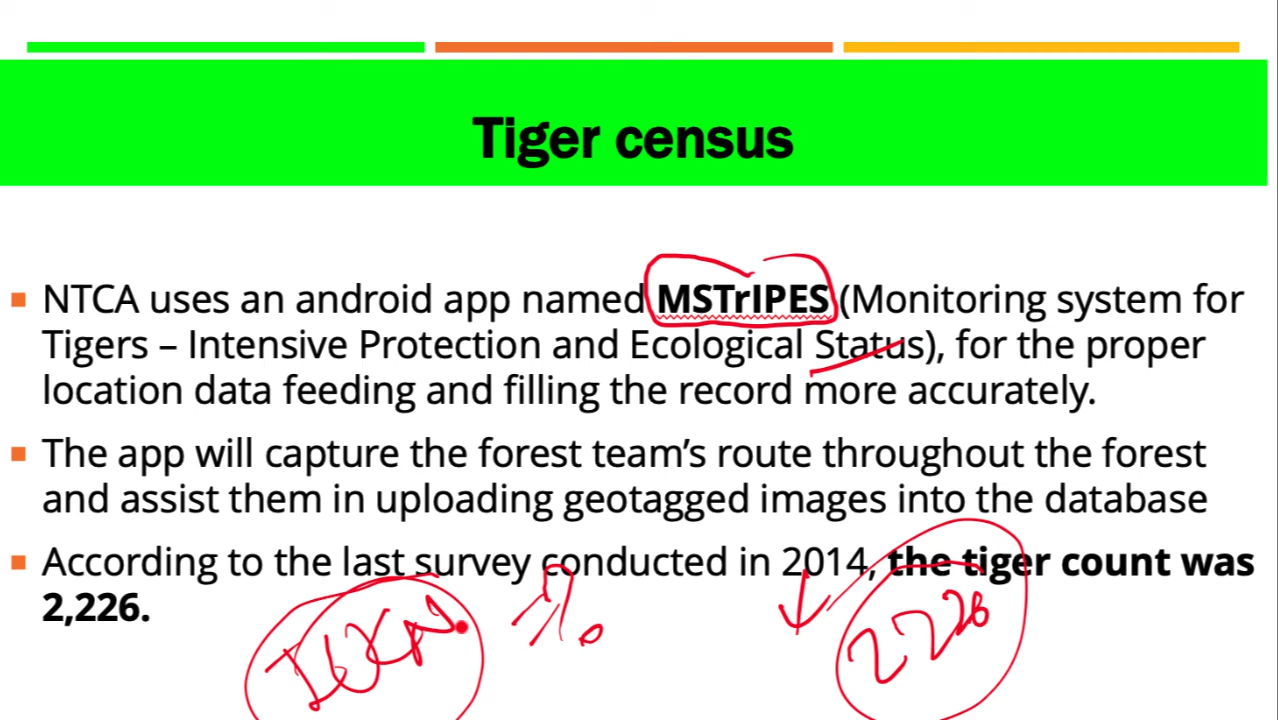 Tiger census
NTCA uses an android app named MSTrIPES (Monitoring system for
Tigers – Intensive Protection and Ecological Status), for the proper
location data feeding and filling the record more accurately.
The app will capture the forest team’s route throughout the forest
and assist them in uploading geotagged images into the database
According to the last survey conducted in 2014, the tiger count was
2,226.
2226